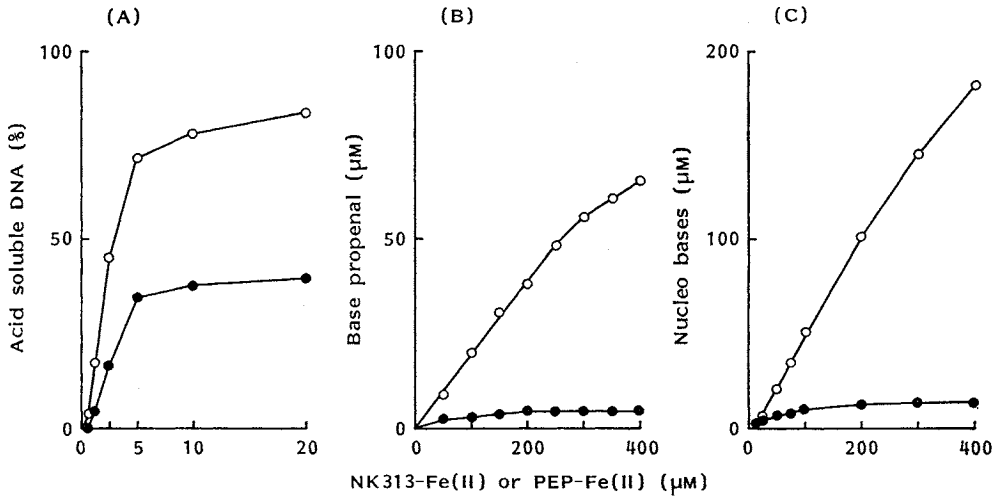 (A)
(B)
(C)
Acid soluble DNA (%)
100
50
0
0
5
10
20
Base propenal (µM)
100
50
0
0
200
400
Nucleo bases (µM)
200
100
0
0
200
400
NK313-Fe(II) or PEP-Fe(II) (µM)